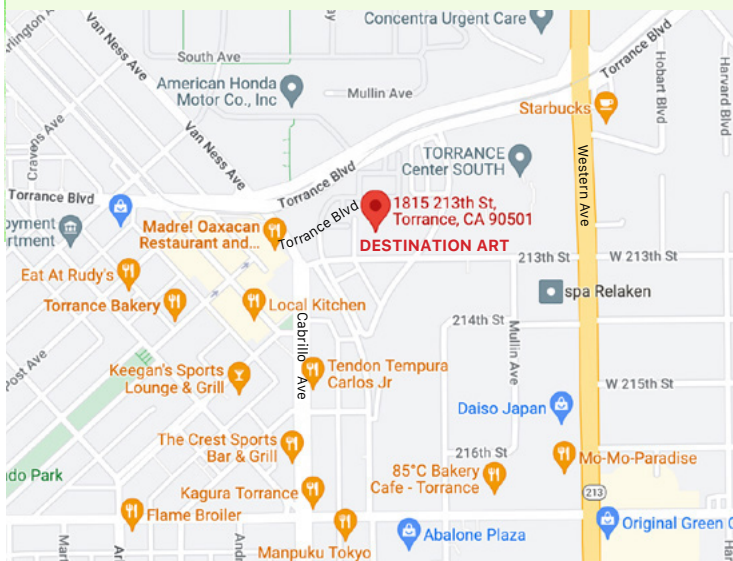 Concentra Urgent Care
Torrance Blvd
Van Ness Ave
South Ave
American Honda
Motor Co., Inc
Mullin Ave
Hobart Blvd
Harvard Blvd
Starbucks
Cravens Ave
Van Ness Ave
TORRANCE
Center SOUTH
Western Ave
Torrance Blvd
Torrance Blvd
Torrance Blvd
1815 213th St,
Torrance, CA 90501
DESTINATION ART
Madre! Oaxacan
Restaurant and...
213th St
W 213th St
Eat At Rudy's
Torrance Bakery
Local Kitchen
spa Relaken
Cabrillo Ave
214th St
Mullin Ave
Post Ave
Keegan's Sports
Lounge & Grill
Tendon Tempura
Carlos Jr
W 215th St
Daiso Japan
The Crest Sports
Bar & Grill
216th St
85°C Bakery
Cafe - Torrance
Mo-Mo-Paradise
do Park
Kagura Torrance
213
Flame Broiler
Manpuku Tokyo
Abalone Plaza
Original Green